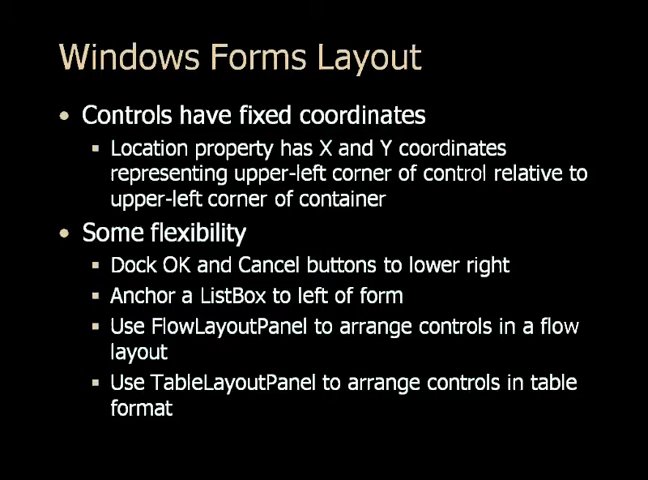 Windows Forms Layout
• Controls have fixed coordinates
▪ Location property has X and Y coordinates
representing upper-left corner of control relative to
upper-left corner of container
• Some flexibility
▪ Dock OK and Cancel buttons to lower right
▪ Anchor a ListBox to left of form
▪ Use FlowLayoutPanel to arrange controls in a flow
layout
▪ Use TableLayoutPanel to arrange controls in table
format